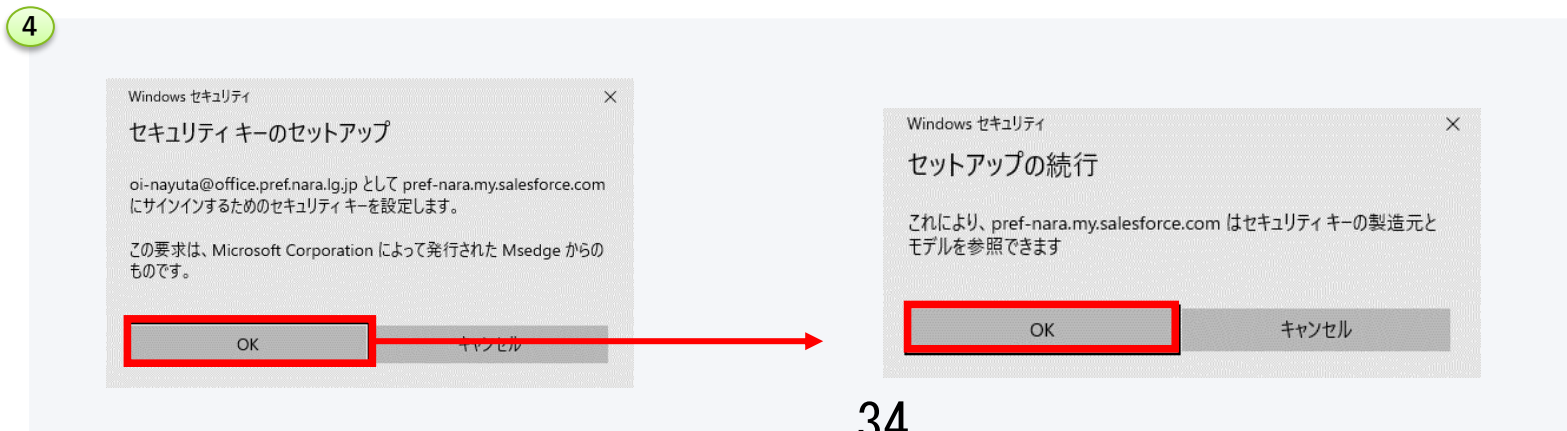 4
Windows セキュリティ
セキュリティ キーのセットアップ
oi-nayuta@office.pref.nara.lg.jp として pref-nara.my.salesforce.com
にサインインするためのセキュリティ キーを設定します。
この要求は、Microsoft Corporation によって発行された Msedge からの
ものです。
OK
キャンセル
Windows セキュリティ
セットアップの続行
これにより、pref-nara.my.salesforce.com はセキュリティ キーの製造元と
モデルを参照できます
OK
キャンセル
34